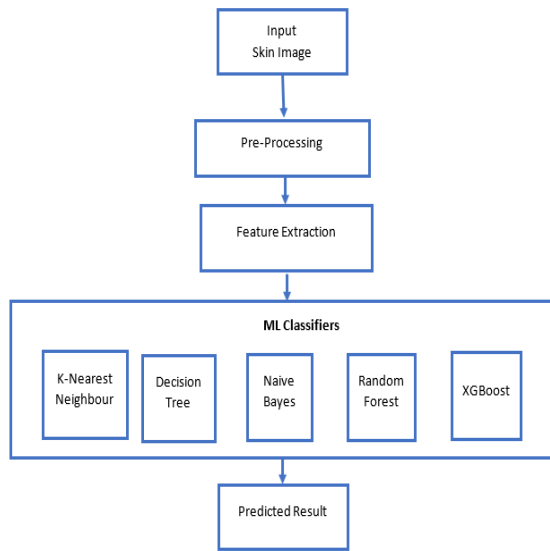 Input
Skin Image
Pre-Processing
Feature Extraction
ML Classifiers
K-Nearest
Neighbour
Decision
Tree
Naive
Bayes
Random
Forest
XGBoost
Predicted Result